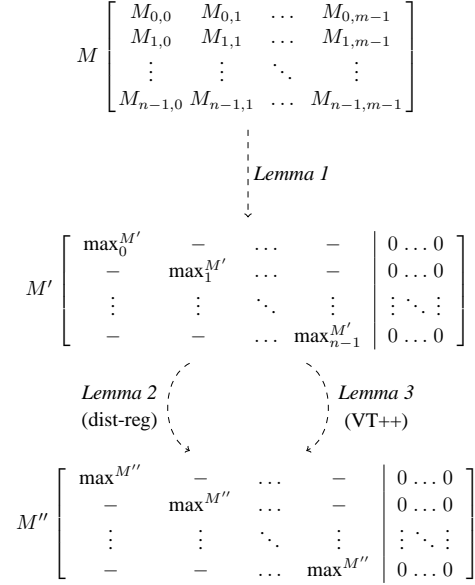 M [ M_{0,0} M_{0,1} … M_{0,m−1} ]
M_{1,0} M_{1,1} … M_{1,m−1}
⋮ ⋮ ⋱ ⋮
M_{n−1,0} M_{n−1,1} … M_{n−1,m−1}
Lemma 1
M′ [ max_0^{M′} − … − | 0 … 0 ]
− max_1^{M′} … − | 0 … 0
⋮ ⋮ ⋱ ⋮ | ⋮ ⋱ ⋮
− − … max_{n−1}^{M′} | 0 … 0
Lemma 2 Lemma 3
(dist-reg) (VT++)
M″ [ max^{M″} − … − | 0 … 0 ]
− max^{M″} … − | 0 … 0
⋮ ⋮ ⋱ ⋮ | ⋮ ⋱ ⋮
− − … max^{M″} | 0 … 0